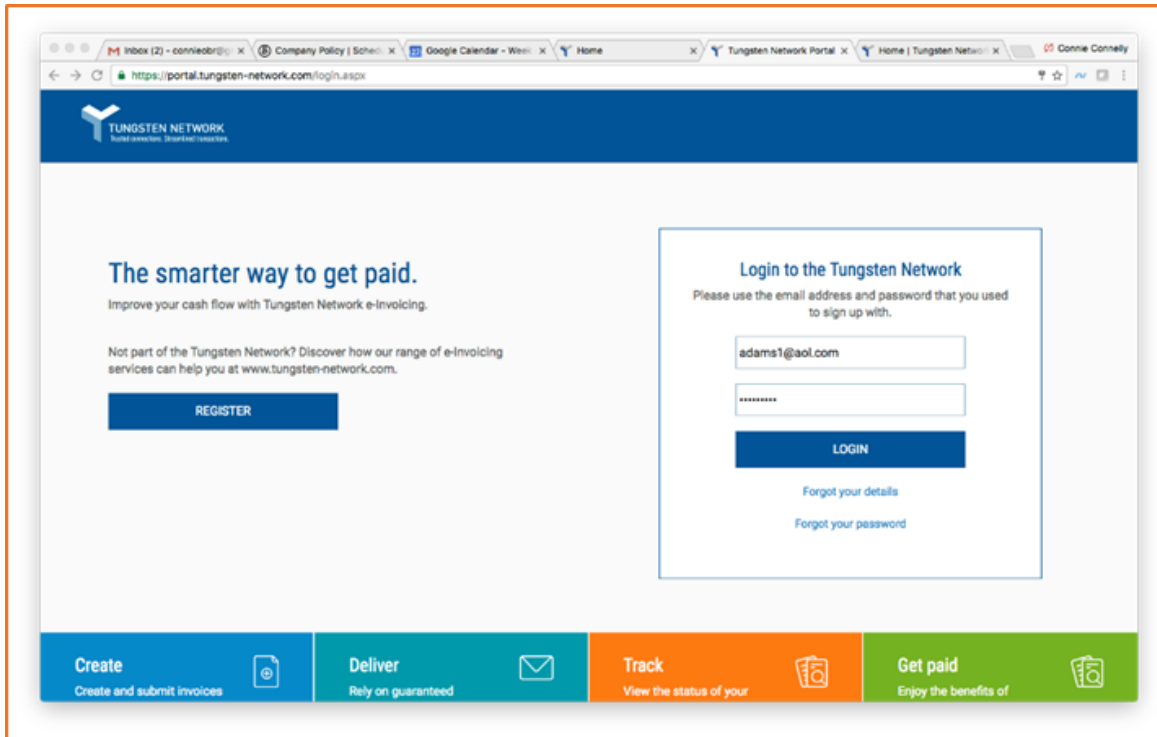 Inbox (2) - connieobr@g
Company Policy | Sched
Google Calendar - Week
Home
Tungsten Network Portal
Home | Tungsten Networ
Connie Connelly
https://portal.tungsten-network.com/login.aspx
TUNGSTEN NETWORK
Trusted connections. Streamlined transactions.
The smarter way to get paid.
Improve your cash flow with Tungsten Network e-Invoicing.
Not part of the Tungsten Network? Discover how our range of e-Invoicing
services can help you at www.tungsten-network.com.
REGISTER
Login to the Tungsten Network
Please use the email address and password that you used
to sign up with.
adams1@aol.com
LOGIN
Forgot your details
Forgot your password
Create
Create and submit invoices
Deliver
Rely on guaranteed
Track
View the status of your
Get paid
Enjoy the benefits of